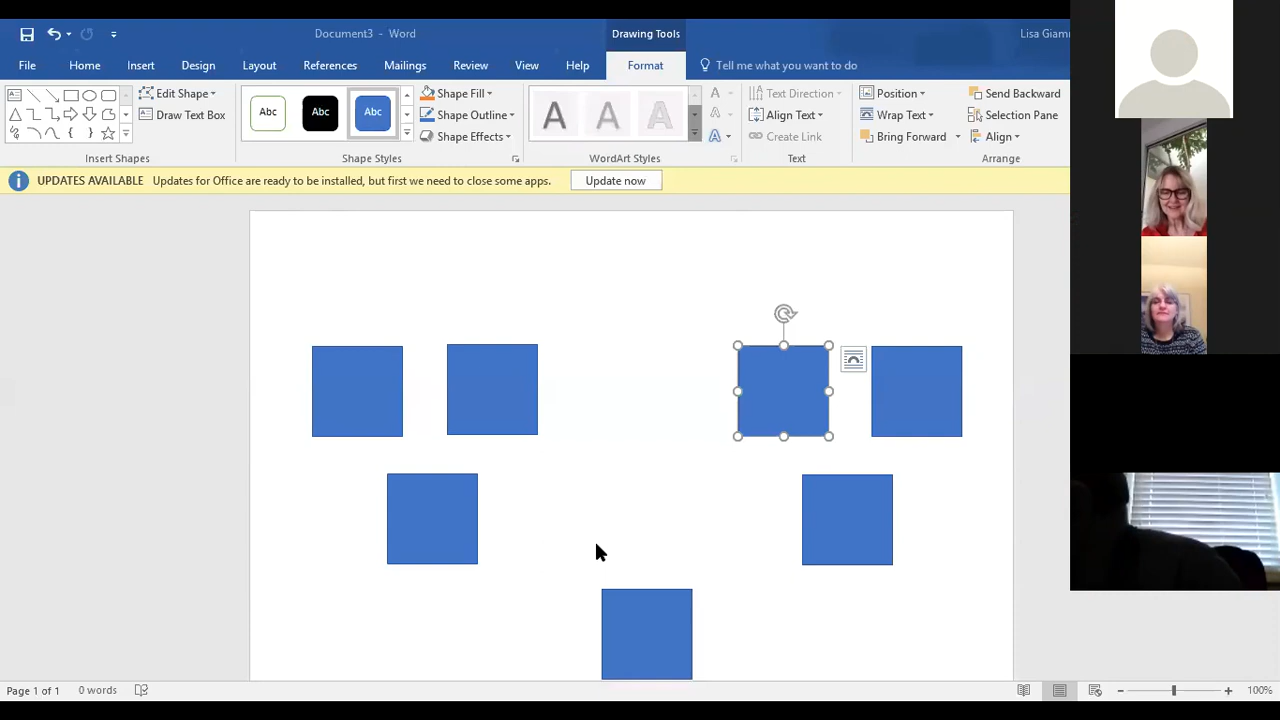 Document3 - Word
Drawing Tools
Lisa Giam
File Home Insert Design Layout References Mailings Review View Help Format Tell me what you want to do
Edit Shape
Draw Text Box
Insert Shapes
Abc Abc Abc
Shape Fill
Shape Outline
Shape Effects
Shape Styles
A A A
A
A
A
WordArt Styles
Text Direction
Align Text
Create Link
Text
Position
Wrap Text
Bring Forward
Send Backward
Selection Pane
Align
Arrange
UPDATES AVAILABLE Updates for Office are ready to be installed, but first we need to close some apps. Update now
Page 1 of 1 0 words 100%